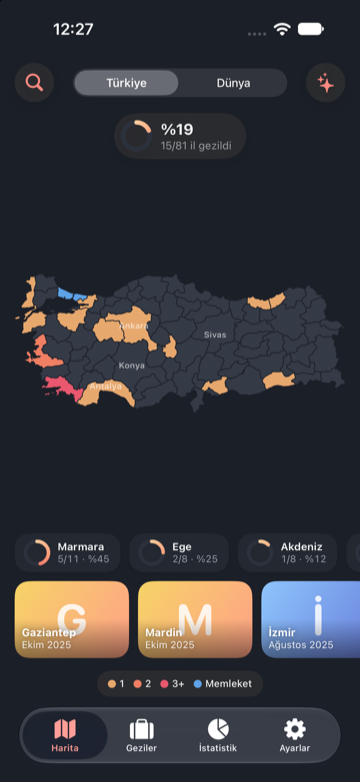 12:27
Türkiye
Dünya
%19
15/81 il gezildi
Ankara
Sivas
Konya
Antalya
Marmara
5/11 · %45
Ege
2/8 · %25
Akdeniz
1/8 · %12
G
Gaziantep
Ekim 2025
M
Mardin
Ekim 2025
İ
İzmir
Ağustos 2025
1
2
3+
Memleket
Harita
Geziler
İstatistik
Ayarlar